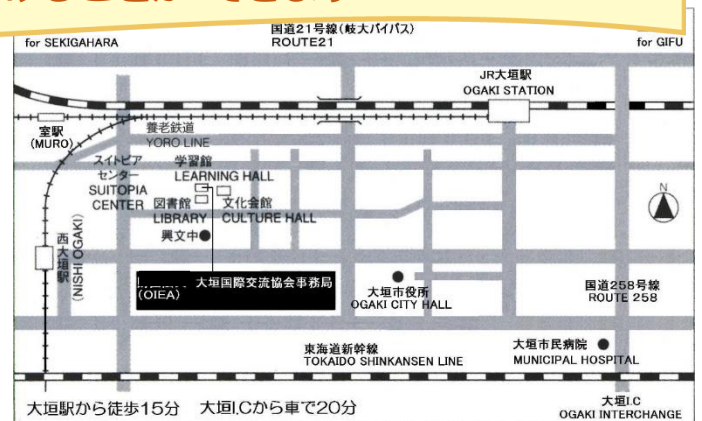 国道21号線(岐大バイパス)
ROUTE21
for SEKIGAHARA
for GIFU
JR大垣駅
OGAKI STATION
室駅
(MURO)
養老鉄道
YORO LINE
スイトピア
センター
SUITOPIA
CENTER
学習館
LEARNING HALL
図書館
LIBRARY
文化会館
CULTURE HALL
興文中
N
西大垣駅
(NISHI OGAKI)
大垣国際交流協会事務局
(OIEA)
大垣市役所
OGAKI CITY HALL
国道258号線
ROUTE 258
東海道新幹線
TOKAIDO SHINKANSEN LINE
大垣市民病院
MUNICIPAL HOSPITAL
大垣駅から徒歩15分 大垣I.Cから車で20分
大垣I.C
OGAKI INTERCHANGE